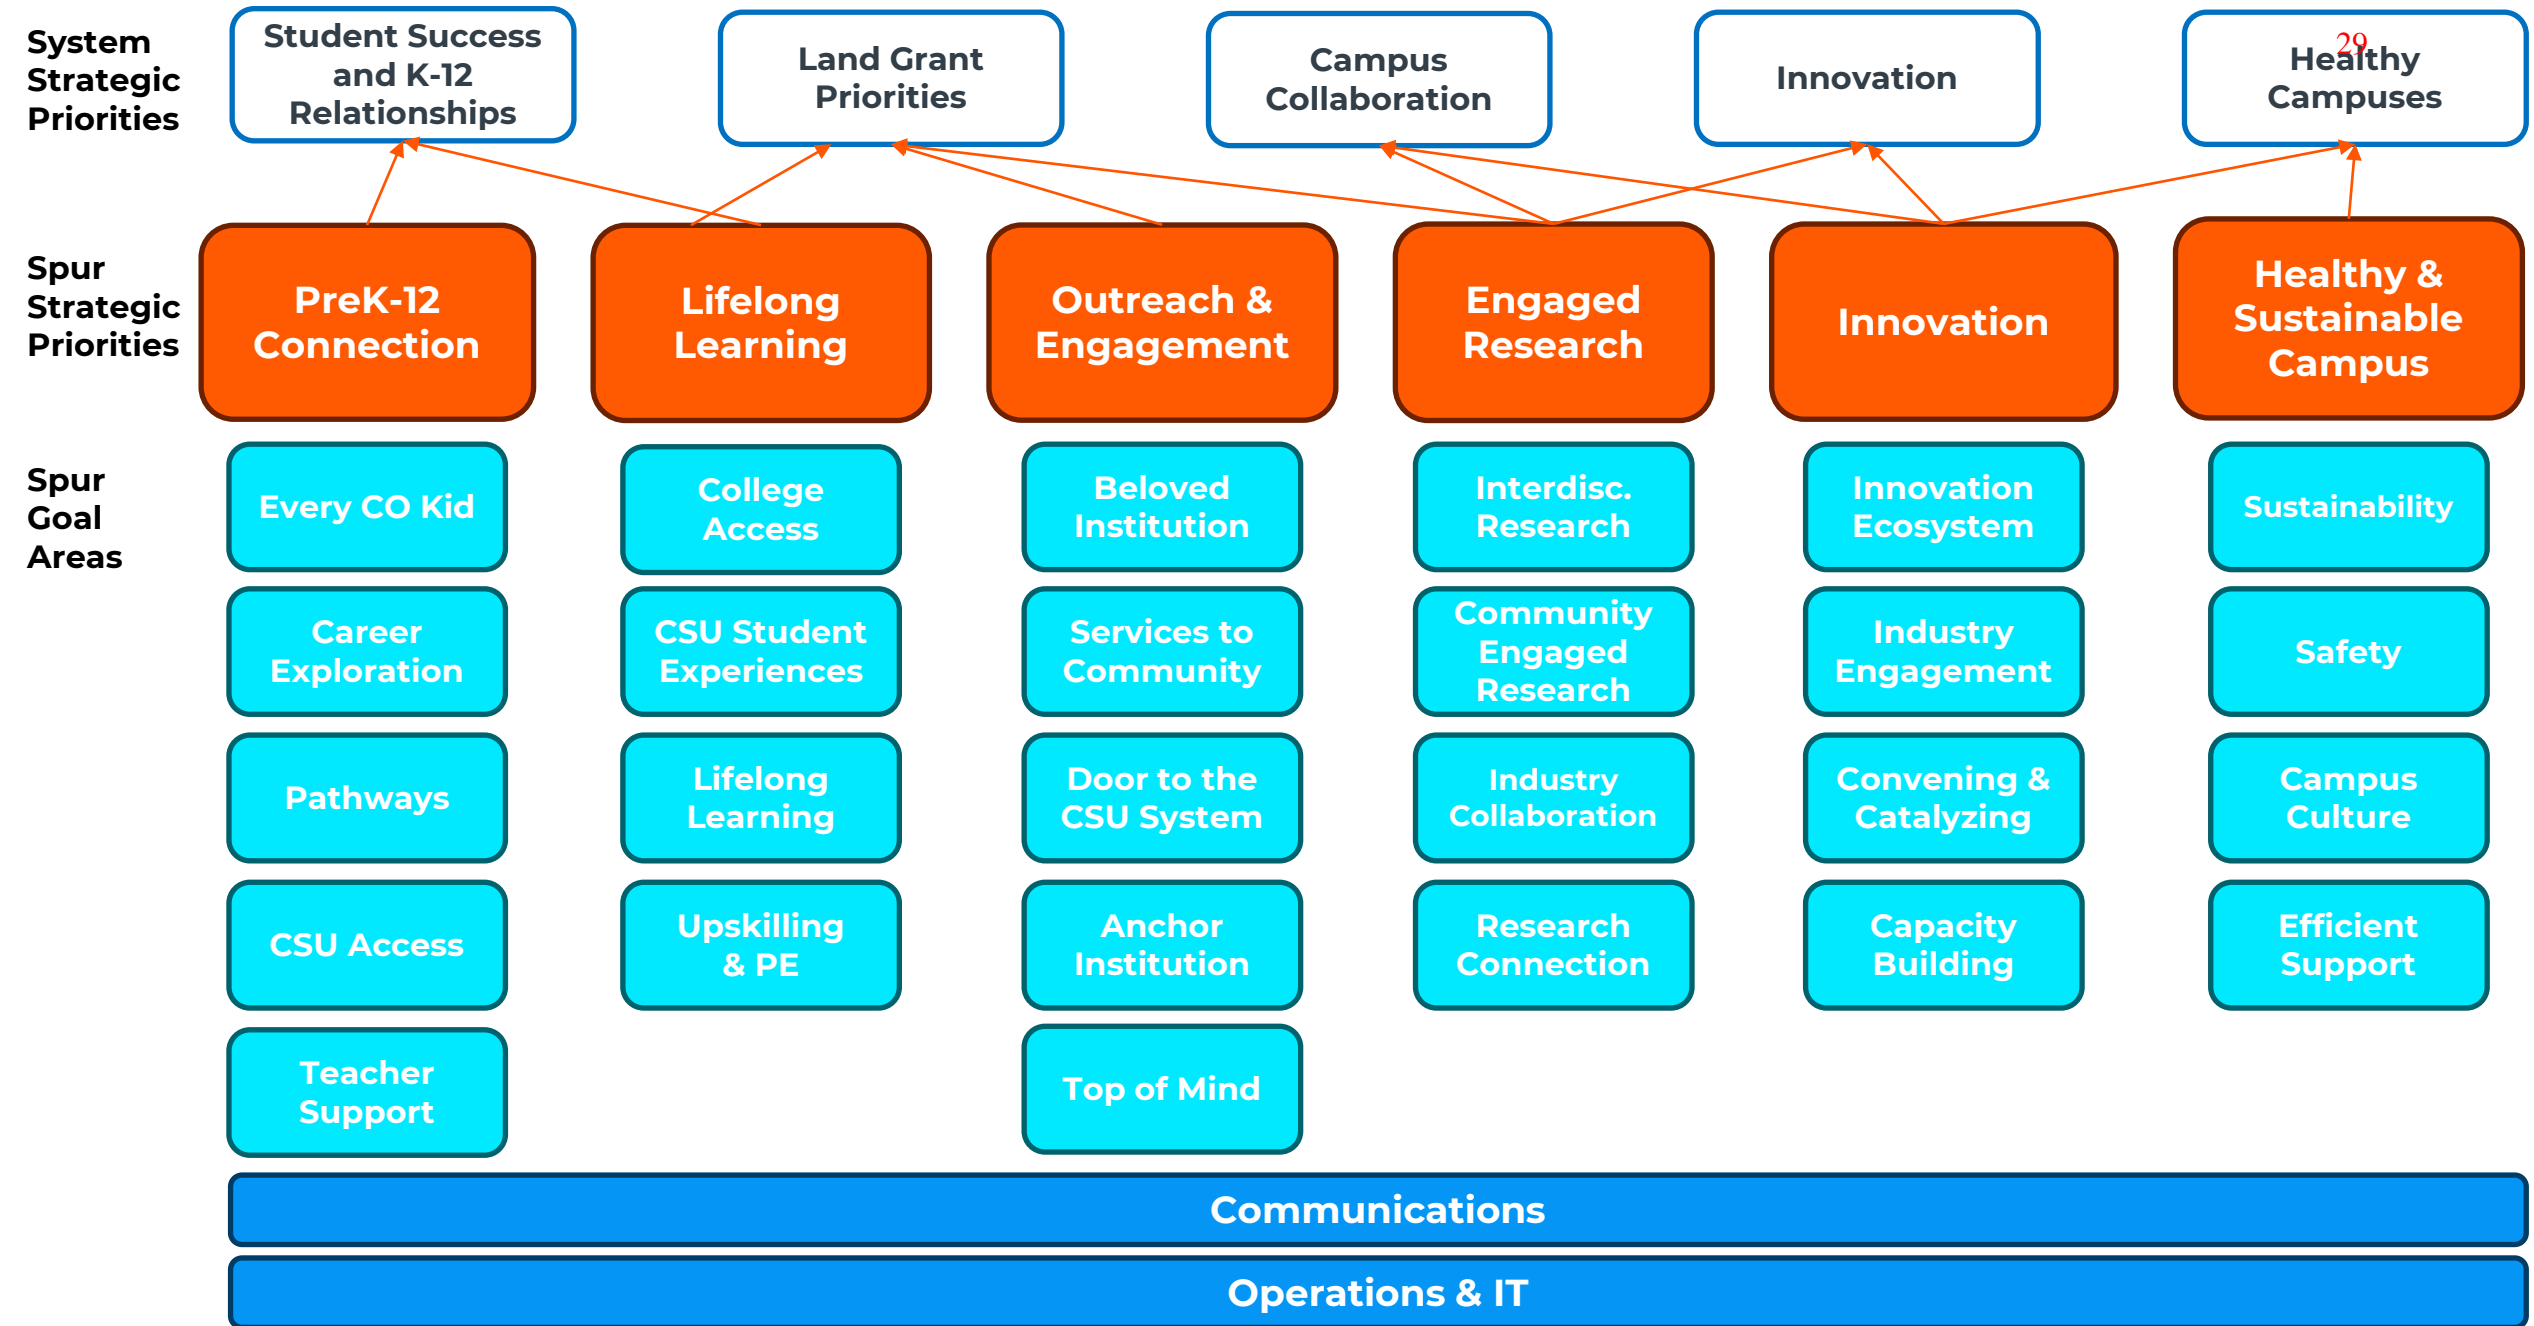 System
Strategic
Priorities
Student Success
and K-12
Relationships
Land Grant
Priorities
Campus
Collaboration
Innovation
29
Healthy
Campuses
Spur
Strategic
Priorities
PreK-12
Connection
Lifelong
Learning
Outreach &
Engagement
Engaged
Research
Innovation
Healthy &
Sustainable
Campus
Spur
Goal
Areas
Every CO Kid
College
Access
Beloved
Institution
Interdisc.
Research
Innovation
Ecosystem
Sustainability
Career
Exploration
CSU Student
Experiences
Services to
Community
Community
Engaged
Research
Industry
Engagement
Safety
Pathways
Lifelong
Learning
Door to the
CSU System
Industry
Collaboration
Convening &
Catalyzing
Campus
Culture
CSU Access
Upskilling
& PE
Anchor
Institution
Research
Connection
Capacity
Building
Efficient
Support
Teacher
Support
Top of Mind
Communications
Operations & IT